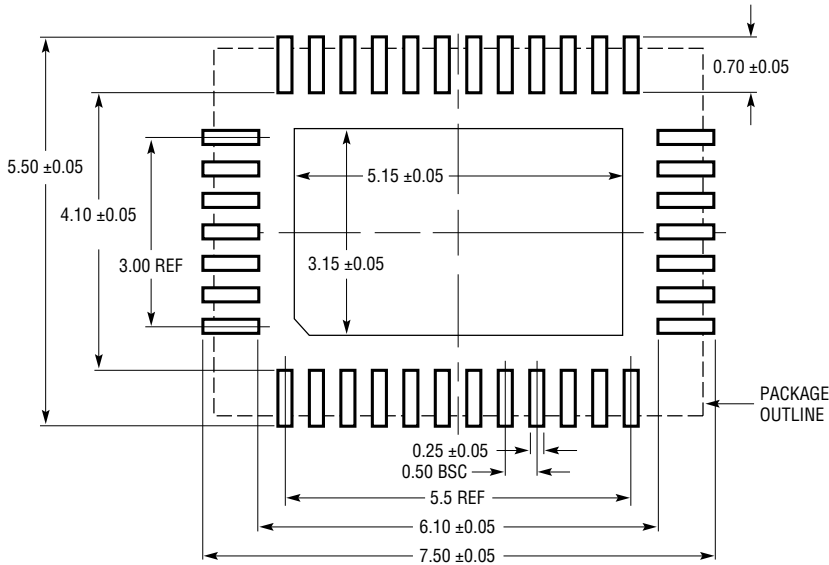 0.70 ±0.05
5.50 ±0.05
5.15 ±0.05
4.10 ±0.05
3.00 REF
3.15 ±0.05
PACKAGE
OUTLINE
0.25 ±0.05
0.50 BSC
5.5 REF
6.10 ±0.05
7.50 ±0.05